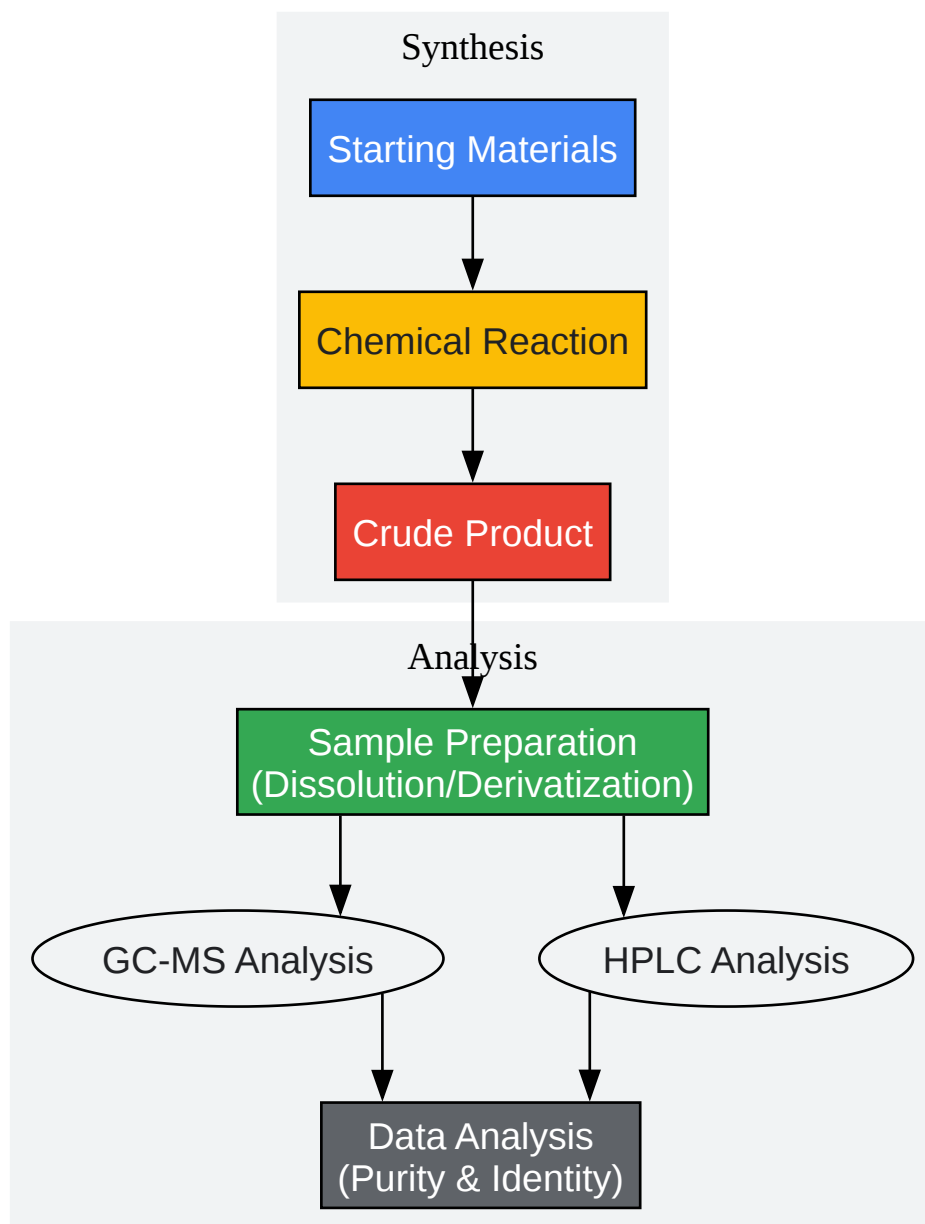 Synthesis
Starting Materials
Chemical Reaction
Crude Product
Analysis
Sample Preparation
(Dissolution/Derivatization)
GC-MS Analysis
HPLC Analysis
Data Analysis
(Purity & Identity)